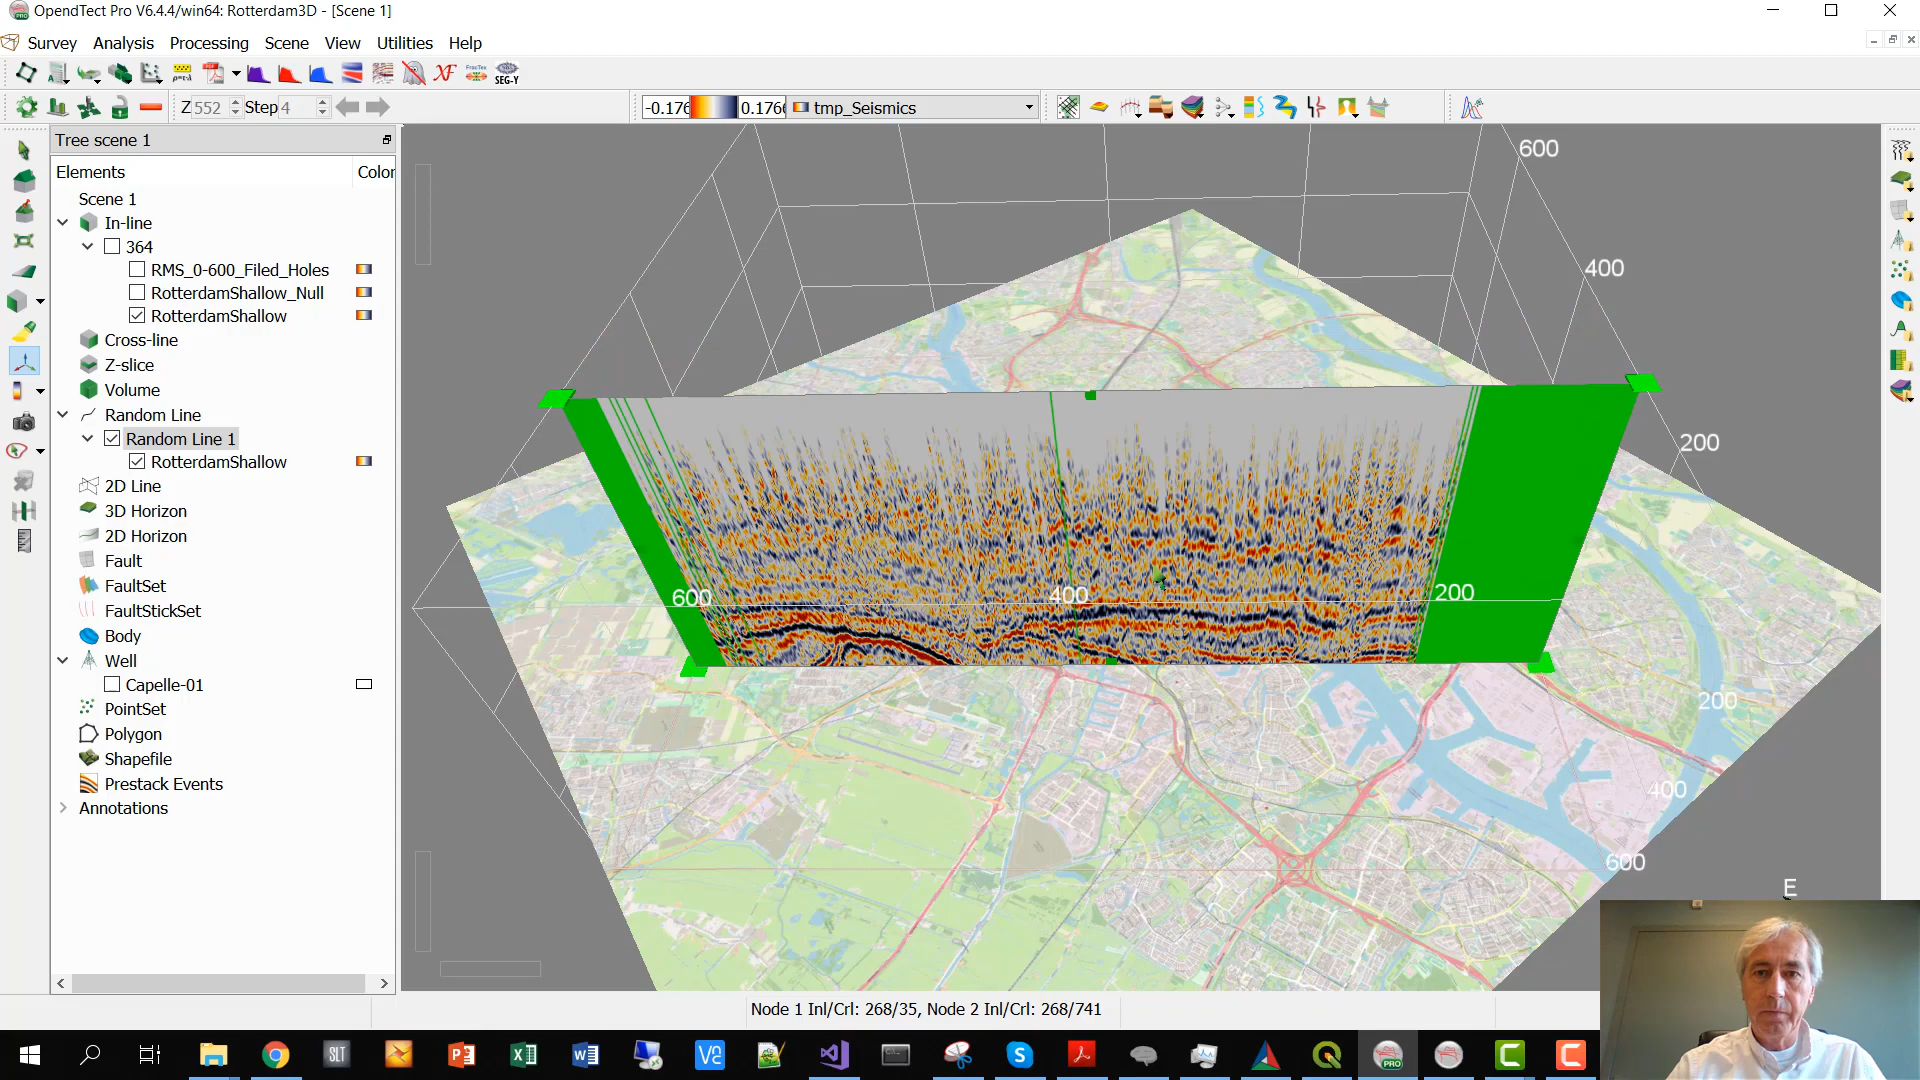 OpendTect Pro V6.4.4/win64: Rotterdam3D - [Scene 1]
Survey Analysis Processing Scene View Utilities Help
SEG-Y
Z 552 Step 4 -0.176 0.176 tmp_Seismics
Tree scene 1
Elements Color
Scene 1
In-line
364
RMS_0-600_Filed_Holes
RotterdamShallow_Null
RotterdamShallow
Cross-line
Z-slice
Volume
Random Line
Random Line 1
RotterdamShallow
2D Line
3D Horizon
2D Horizon
Fault
FaultSet
FaultStickSet
Body
Well
Capelle-01
PointSet
Polygon
Shapefile
Prestack Events
Annotations
600
400
200
600 400 200
200
400
600
E
Node 1 Inl/Crl: 268/35, Node 2 Inl/Crl: 268/741